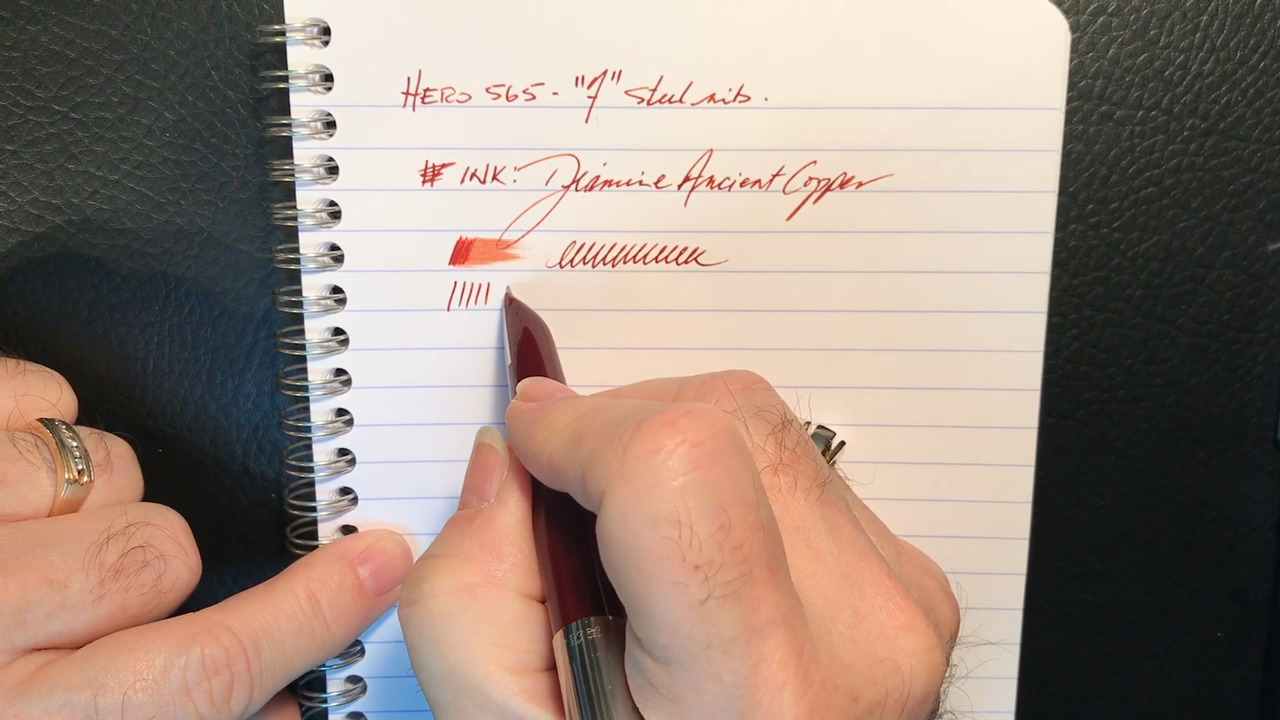 HERO 565 - "F" steel nib.
# INK: Diamine Ancient Copper